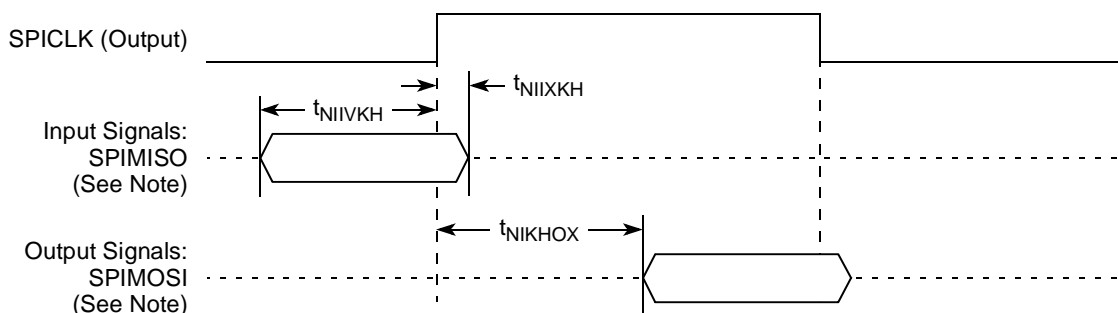 SPICLK (Output)
tNIIXKH
tNIIVKH
Input Signals:
SPIMISO
(See Note)
tNIKHOX
Output Signals:
SPIMOSI
(See Note)